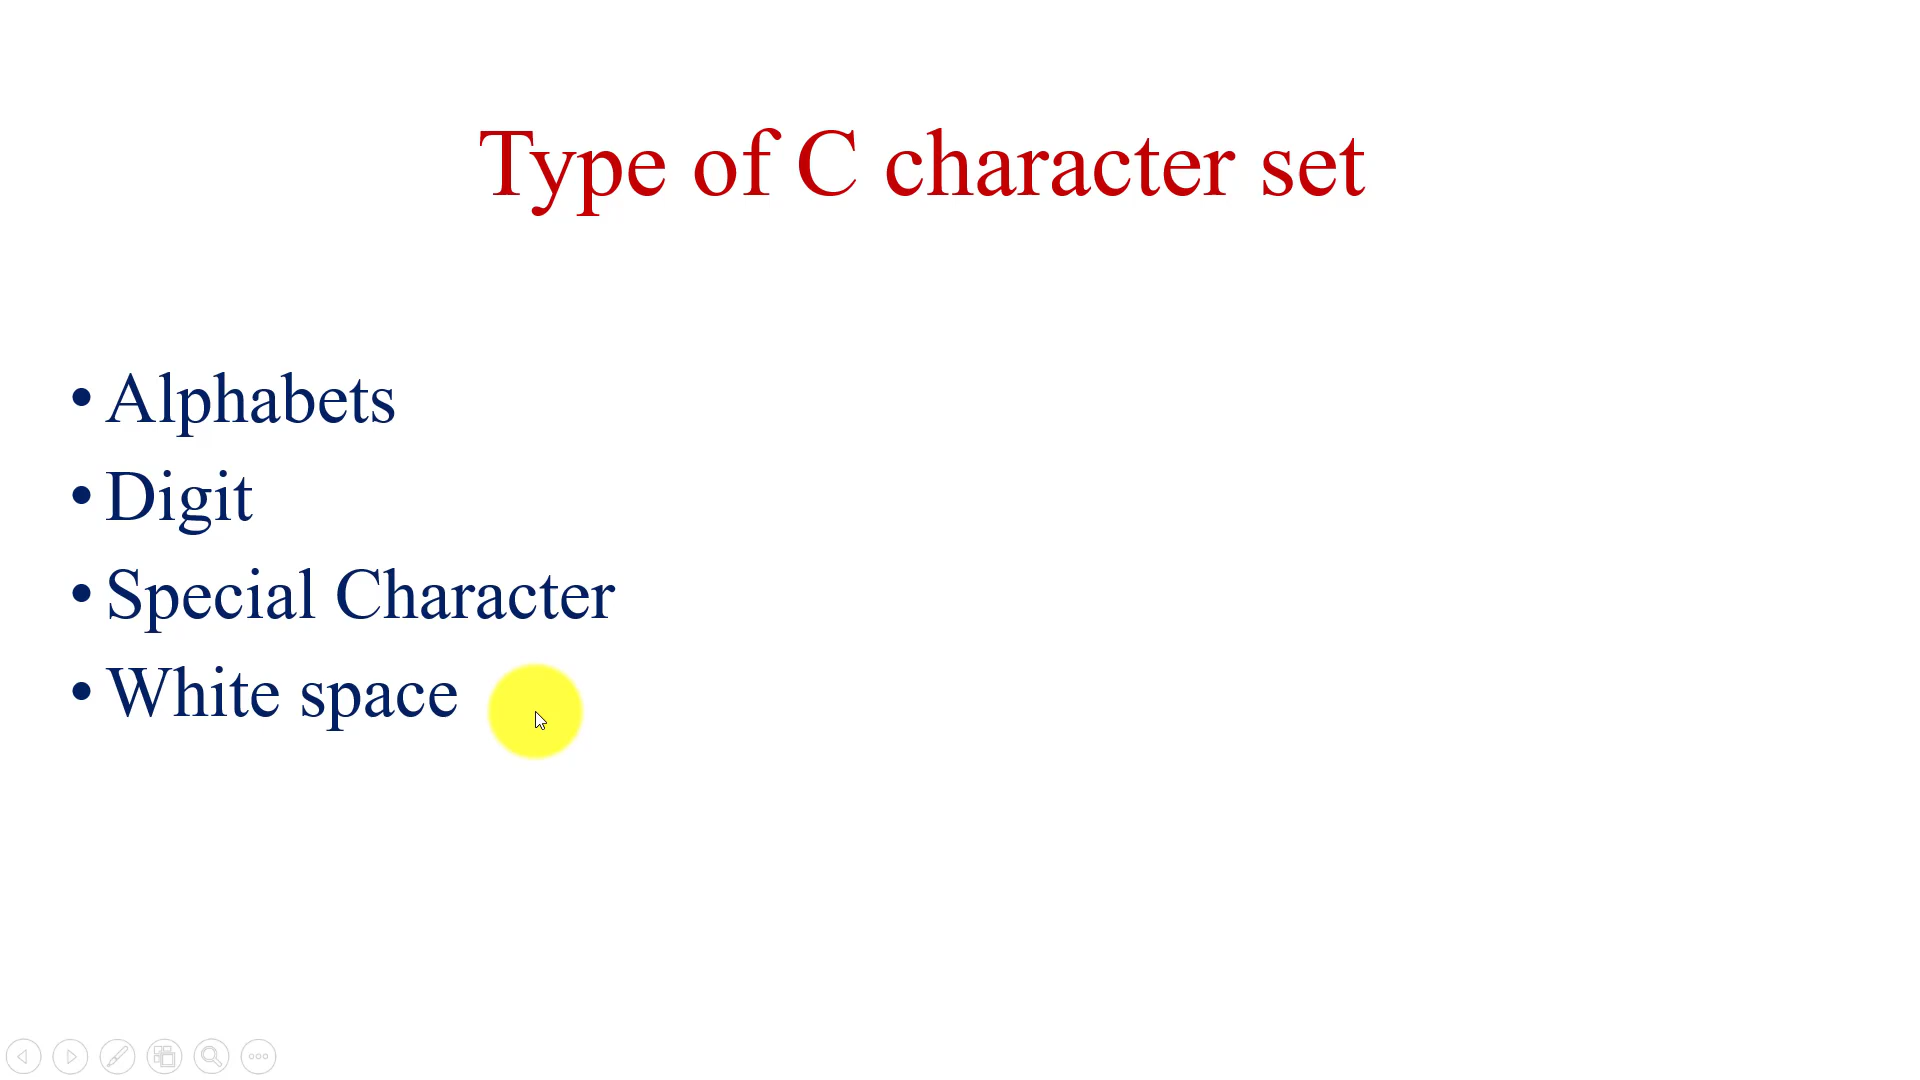 Type of C character set
• Alphabets
• Digit
• Special Character
• White space